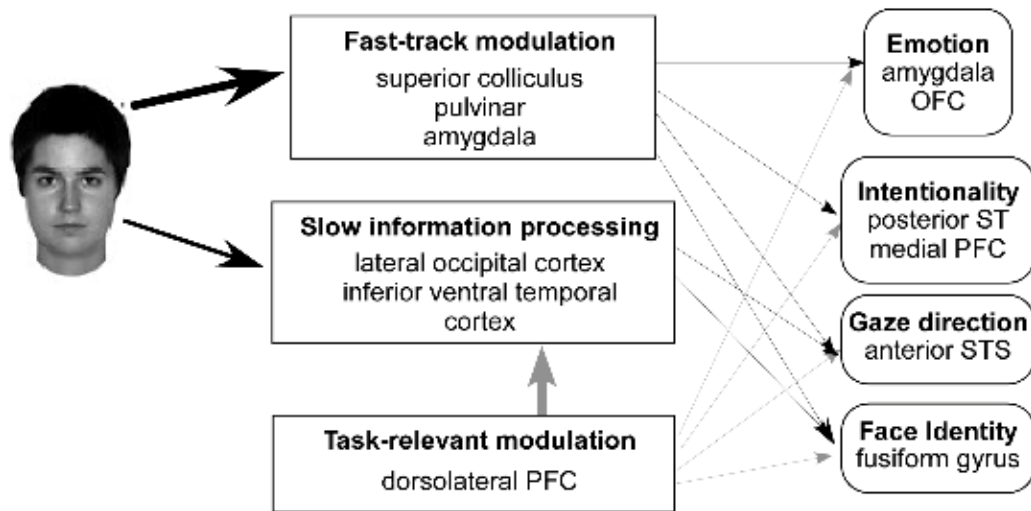 Fast-track modulation
superior colliculus
pulvinar
amygdala
Slow information processing
lateral occipital cortex
inferior ventral temporal
cortex
Task-relevant modulation
dorsolateral PFC
Emotion
amygdala
OFC
Intentionality
posterior ST
medial PFC
Gaze direction
anterior STS
Face Identity
fusiform gyrus